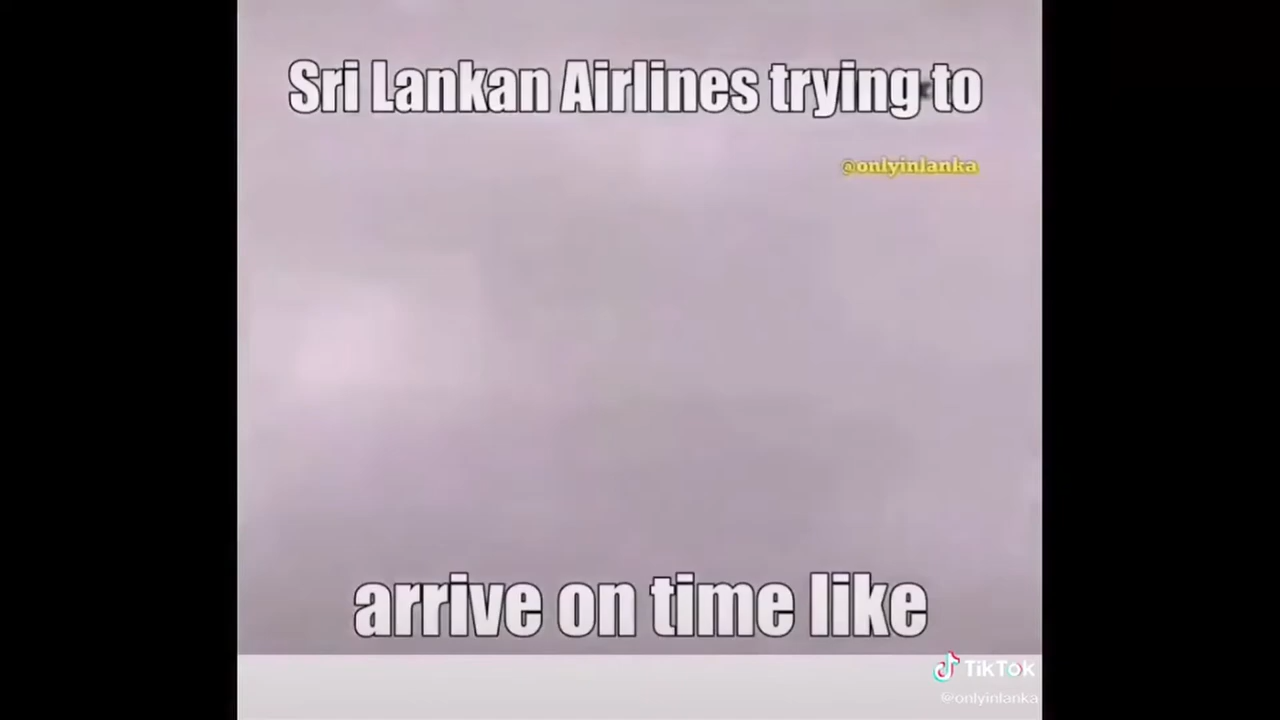 Sri Lankan Airlines trying to
@onlyinlanka
arrive on time like
TikTok
@onlyinlanka